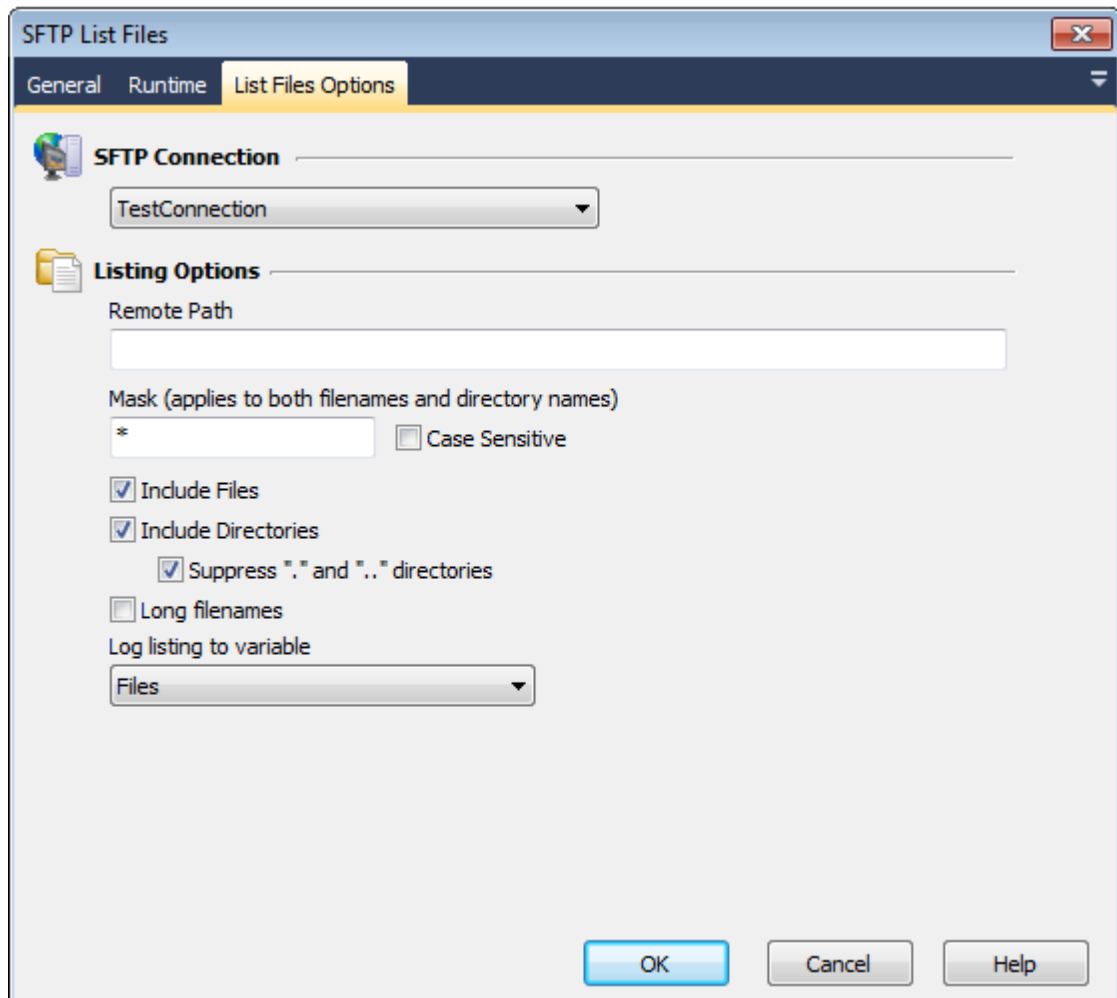 SFTP List Files
General Runtime List Files Options
SFTP Connection
TestConnection
Listing Options
Remote Path
Mask (applies to both filenames and directory names)
* Case Sensitive
Include Files
Include Directories
Suppress "." and ".." directories
Long filenames
Log listing to variable
Files
OK Cancel Help